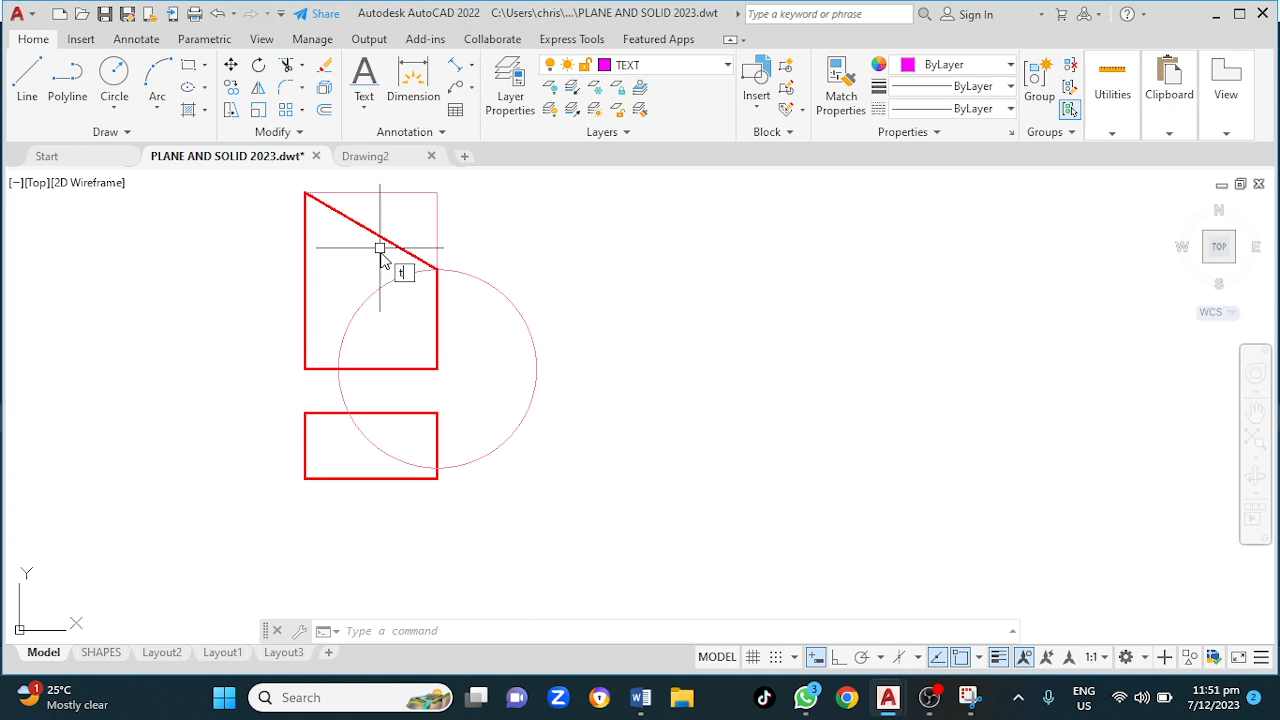 Share Autodesk AutoCAD 2022 C:\Users\chris\...\PLANE AND SOLID 2023.dwt Type a keyword or phrase Sign In
Home Insert Annotate Parametric View Manage Output Add-ins Collaborate Express Tools Featured Apps
Line Polyline Circle Arc Text Dimension Layer Properties TEXT Insert Match Properties ByLayer ByLayer ByLayer Group Utilities Clipboard View
Draw Modify Annotation Layers Block Properties Groups
Start PLANE AND SOLID 2023.dwt* Drawing2
[−][Top][2D Wireframe]
N
W TOP E
S
WCS
t
Y
X
Type a command
Model SHAPES Layout2 Layout1 Layout3 MODEL 1:1
1 25°C Mostly clear Search 3 ENG US 11:51 pm 7/12/2023 2